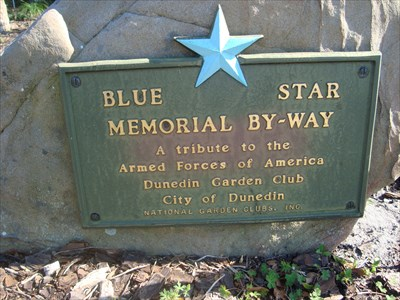 BLUE STAR
MEMORIAL BY-WAY
A tribute to the
Armed Forces of America
Dunedin Garden Club
City of Dunedin
NATIONAL GARDEN CLUBS, INC.